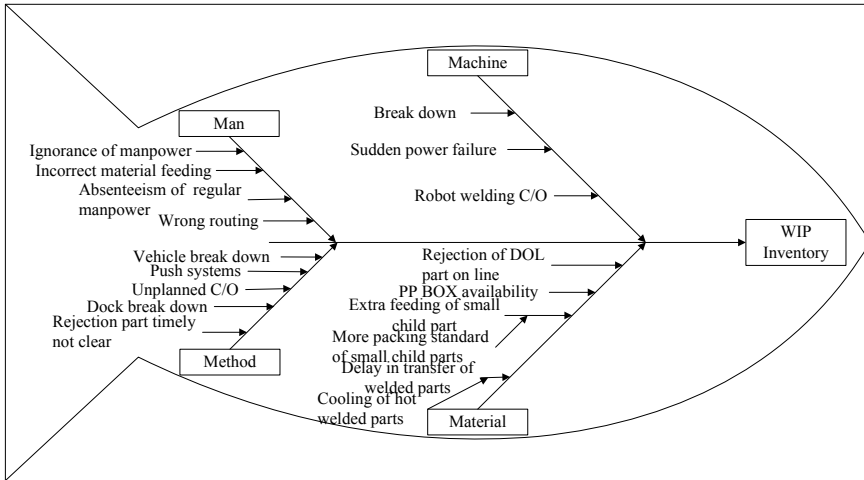 Machine
Man
Break down
Ignorance of manpower
Sudden power failure
Incorrect material feeding
Absenteeism of regular
manpower
Robot welding C/O
Wrong routing
WIP
Inventory
Vehicle break down
Push systems
Unplanned C/O
Dock break down
Rejection part timely
not clear
Method
Rejection of DOL
part on line
PP BOX availability
Extra feeding of small
child part
More packing standard
of small child parts
Delay in transfer of
welded parts
Cooling of hot
welded parts
Material